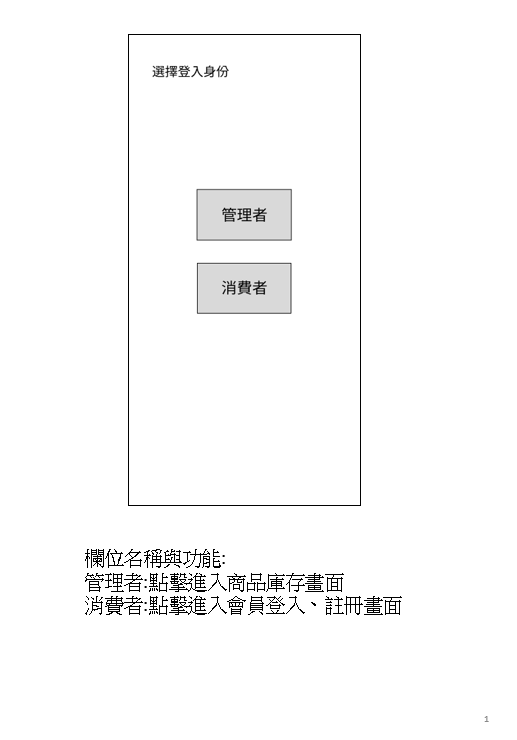 選擇登入身份
管理者
消費者
欄位名稱與功能:
管理者:點擊進入商品庫存畫面
消費者:點擊進入會員登入、註冊畫面
1